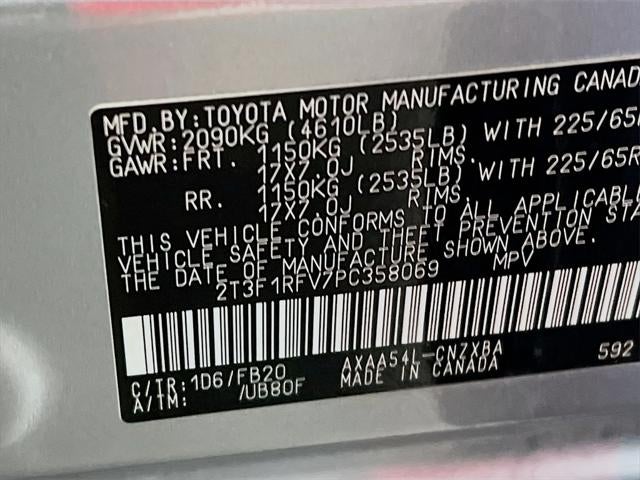 MFD. BY: TOYOTA MOTOR MANUFACTURING CANADA
GVWR: 2090KG (4610LB)
GAWR: FRT. 1150KG (2535LB) WITH 225/65R
17X7.0J RIMS.
RR. 1150KG (2535LB) WITH 225/65R
17X7.0J RIMS.
THIS VEHICLE CONFORMS TO ALL APPLICABLE
VEHICLE SAFETY AND THEFT PREVENTION STA
THE DATE OF MANUFACTURE SHOWN ABOVE.
2T3F1RFV7PC358069 MPV
AXAA54L-CNZXBA 592
C/TR: 1D6/FB20 MADE IN CANADA
A/TM: /UB80F